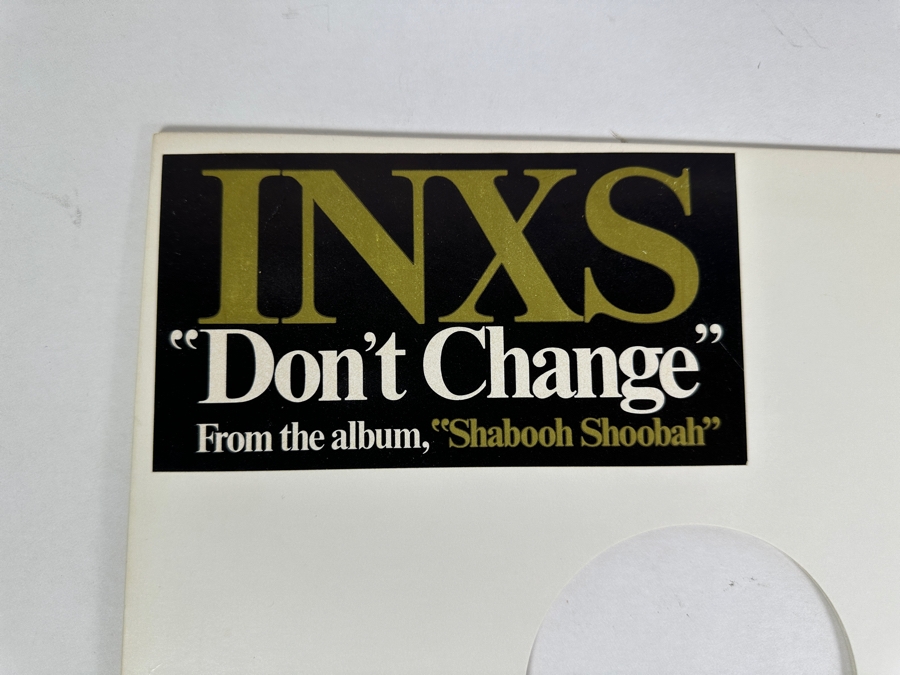 INXS
“Don’t Change”
From the album, “Shabooh Shoobah”